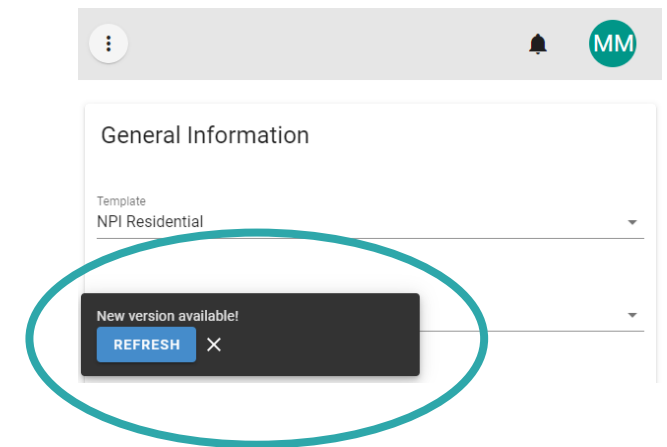 MM
General Information
Template
NPI Residential
New version available!
REFRESH